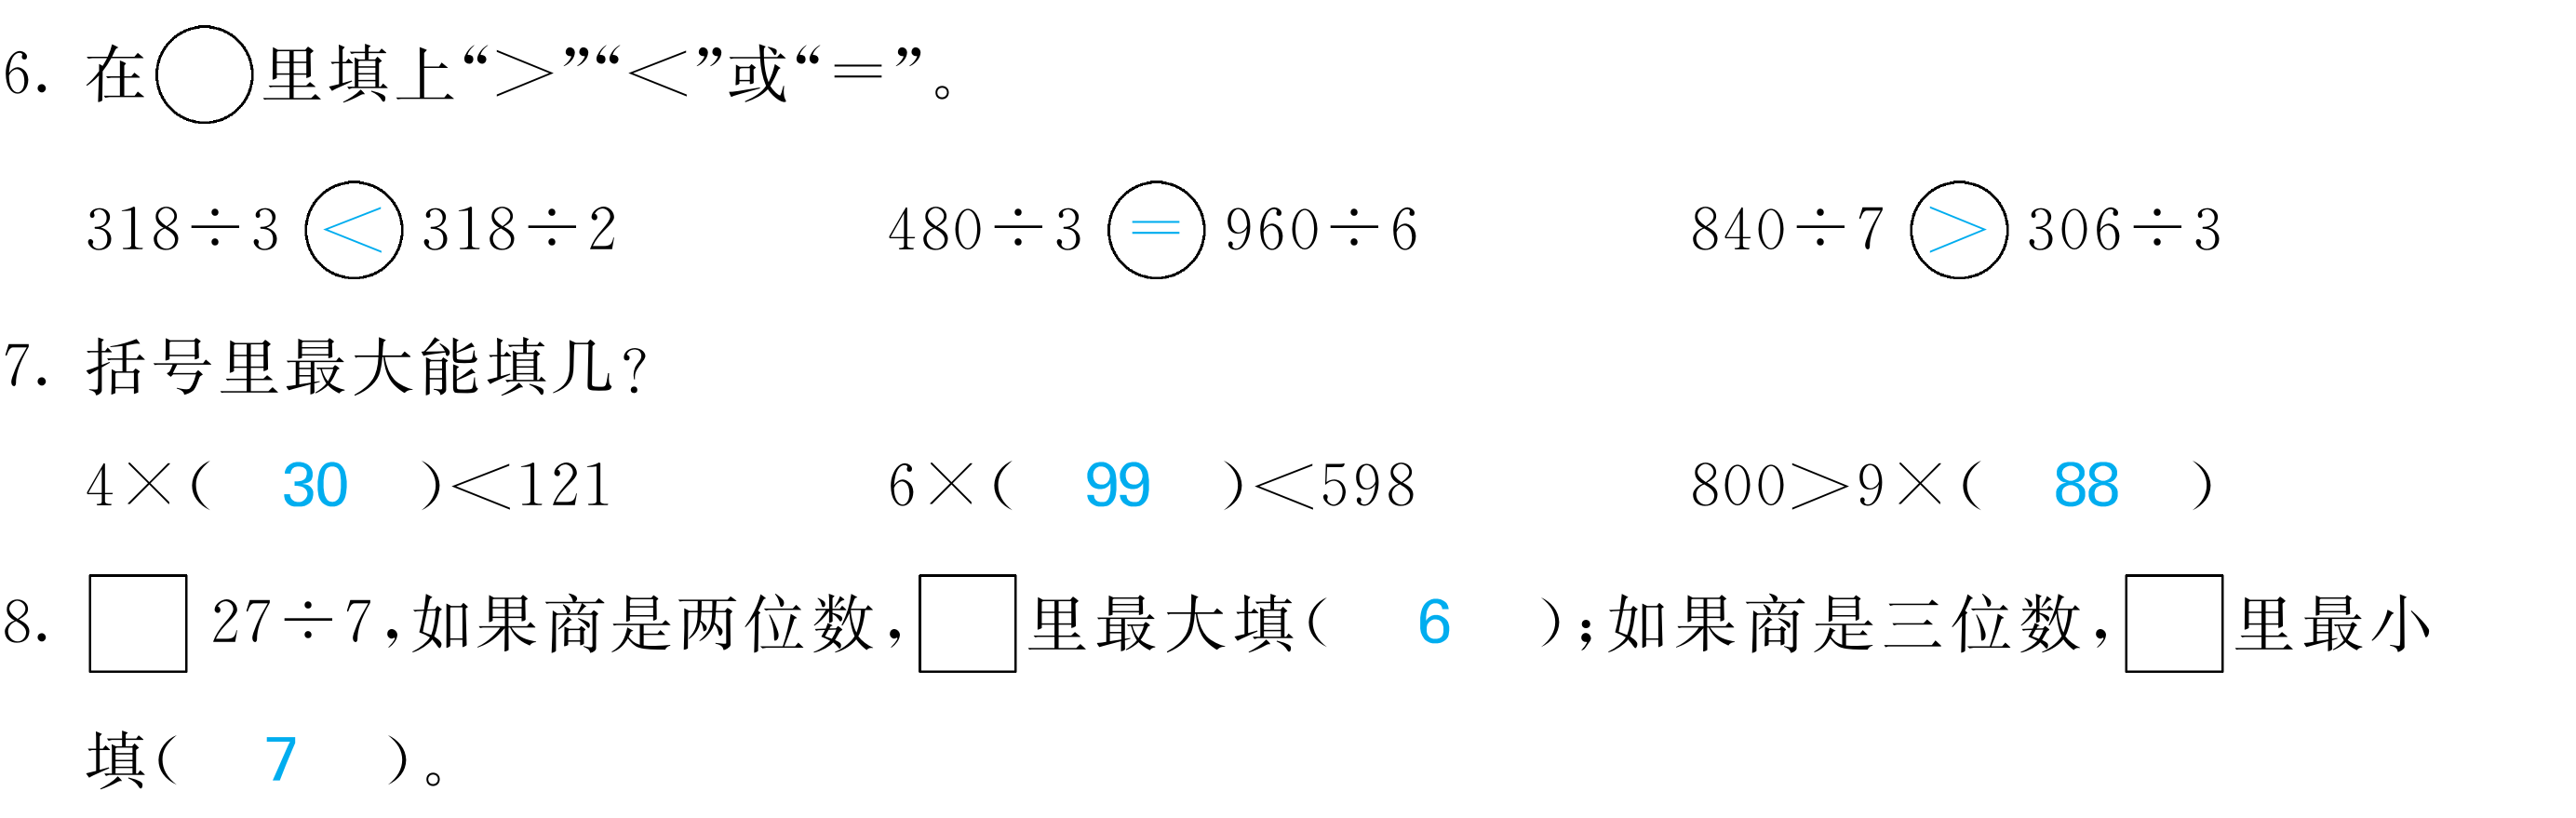 6. 在○里填上“>”“<”或“=”。
318÷3 < 318÷2 480÷3 = 960÷6 840÷7 > 306÷3
7. 括号里最大能填几?
4×( 30 )<121 6×( 99 )<598 800>9×( 88 )
8. □27÷7,如果商是两位数,□里最大填( 6 );如果商是三位数,□里最小
填( 7 )。